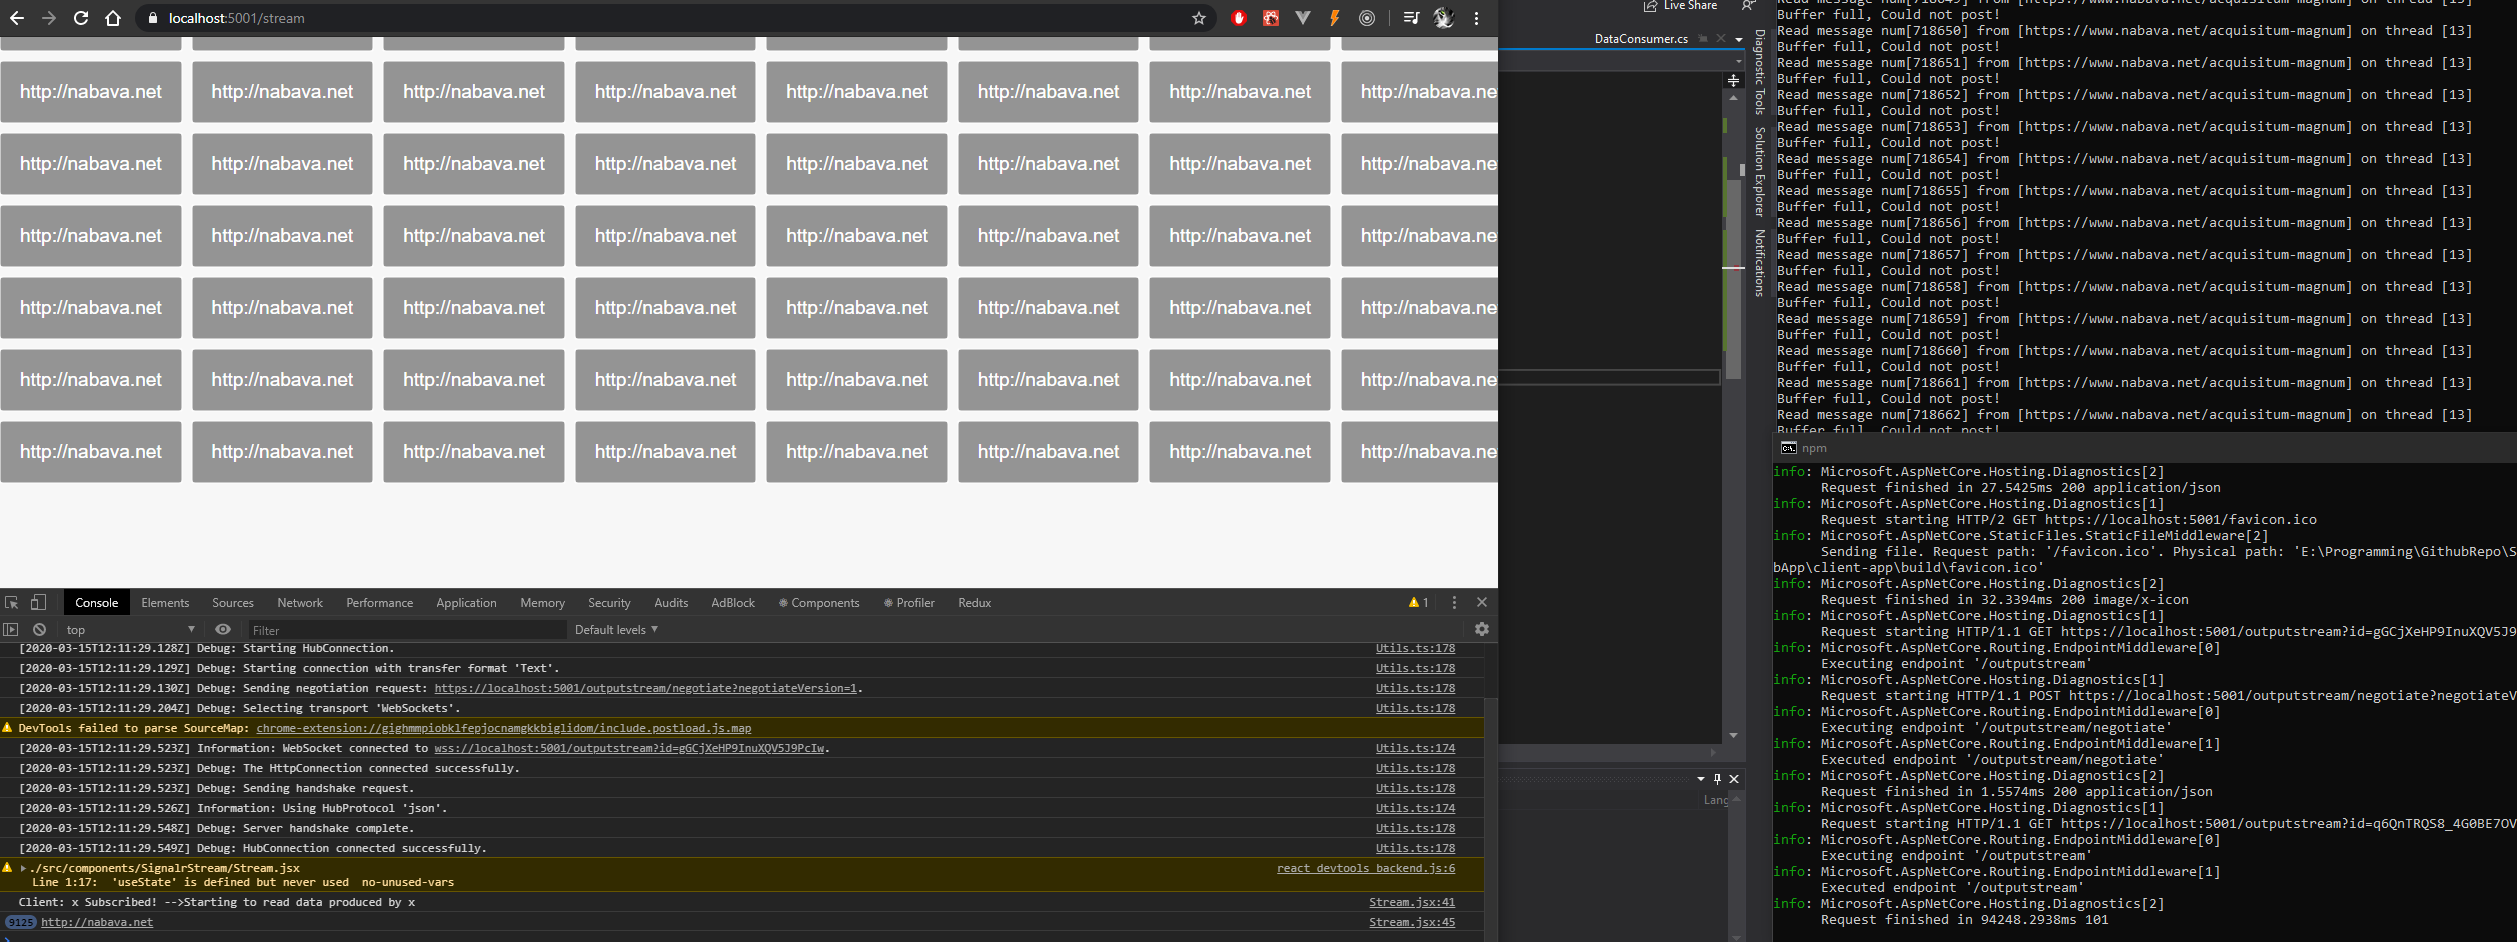 localhost:5001/stream
http://nabava.net http://nabava.net http://nabava.net http://nabava.net http://nabava.net http://nabava.net http://nabava.net http://nabava.ne
http://nabava.net http://nabava.net http://nabava.net http://nabava.net http://nabava.net http://nabava.net http://nabava.net http://nabava.ne
http://nabava.net http://nabava.net http://nabava.net http://nabava.net http://nabava.net http://nabava.net http://nabava.net http://nabava.ne
http://nabava.net http://nabava.net http://nabava.net http://nabava.net http://nabava.net http://nabava.net http://nabava.net http://nabava.ne
http://nabava.net http://nabava.net http://nabava.net http://nabava.net http://nabava.net http://nabava.net http://nabava.net http://nabava.ne
http://nabava.net http://nabava.net http://nabava.net http://nabava.net http://nabava.net http://nabava.net http://nabava.net http://nabava.ne
Console Elements Sources Network Performance Application Memory Security Audits AdBlock Components Profiler Redux 1
top Filter Default levels
[2020-03-15T12:11:29.128Z] Debug: Starting HubConnection. Utils.ts:178
[2020-03-15T12:11:29.129Z] Debug: Starting connection with transfer format 'Text'. Utils.ts:178
[2020-03-15T12:11:29.130Z] Debug: Sending negotiation request: https://localhost:5001/outputstream/negotiate?negotiateVersion=1. Utils.ts:178
[2020-03-15T12:11:29.204Z] Debug: Selecting transport 'WebSockets'. Utils.ts:178
DevTools failed to parse SourceMap: chrome-extension://gighmmpiobklfepjocnamgkkbiglidom/include.postload.js.map
[2020-03-15T12:11:29.523Z] Information: WebSocket connected to wss://localhost:5001/outputstream?id=gGCjXeHP9InuXQV5J9PcIw. Utils.ts:174
[2020-03-15T12:11:29.523Z] Debug: The HttpConnection connected successfully. Utils.ts:178
[2020-03-15T12:11:29.523Z] Debug: Sending handshake request. Utils.ts:178
[2020-03-15T12:11:29.526Z] Information: Using HubProtocol 'json'. Utils.ts:174
[2020-03-15T12:11:29.548Z] Debug: Server handshake complete. Utils.ts:178
[2020-03-15T12:11:29.549Z] Debug: HubConnection connected successfully. Utils.ts:178
./src/components/SignalrStream/Stream.jsx react_devtools_backend.js:6
Line 1:17: 'useState' is defined but never used no-unused-vars
Client: x Subscribed! -->Starting to read data produced by x Stream.jsx:41
9125 http://nabava.net Stream.jsx:45
Live Share
DataConsumer.cs
Diagnostic Tools
Solution Explorer
Notifications
Lang
Read message num[718649] from [https://www.nabava.net/acquisitum-magnum] on thread [13]
Buffer full, Could not post!
Read message num[718650] from [https://www.nabava.net/acquisitum-magnum] on thread [13]
Buffer full, Could not post!
Read message num[718651] from [https://www.nabava.net/acquisitum-magnum] on thread [13]
Buffer full, Could not post!
Read message num[718652] from [https://www.nabava.net/acquisitum-magnum] on thread [13]
Buffer full, Could not post!
Read message num[718653] from [https://www.nabava.net/acquisitum-magnum] on thread [13]
Buffer full, Could not post!
Read message num[718654] from [https://www.nabava.net/acquisitum-magnum] on thread [13]
Buffer full, Could not post!
Read message num[718655] from [https://www.nabava.net/acquisitum-magnum] on thread [13]
Buffer full, Could not post!
Read message num[718656] from [https://www.nabava.net/acquisitum-magnum] on thread [13]
Buffer full, Could not post!
Read message num[718657] from [https://www.nabava.net/acquisitum-magnum] on thread [13]
Buffer full, Could not post!
Read message num[718658] from [https://www.nabava.net/acquisitum-magnum] on thread [13]
Buffer full, Could not post!
Read message num[718659] from [https://www.nabava.net/acquisitum-magnum] on thread [13]
Buffer full, Could not post!
Read message num[718660] from [https://www.nabava.net/acquisitum-magnum] on thread [13]
Buffer full, Could not post!
Read message num[718661] from [https://www.nabava.net/acquisitum-magnum] on thread [13]
Buffer full, Could not post!
Read message num[718662] from [https://www.nabava.net/acquisitum-magnum] on thread [13]
Buffer full, Could not post!
npm
info: Microsoft.AspNetCore.Hosting.Diagnostics[2]
Request finished in 27.5425ms 200 application/json
info: Microsoft.AspNetCore.Hosting.Diagnostics[1]
Request starting HTTP/2 GET https://localhost:5001/favicon.ico
info: Microsoft.AspNetCore.StaticFiles.StaticFileMiddleware[2]
Sending file. Request path: '/favicon.ico'. Physical path: 'E:\Programming\GithubRepo\S
bApp\client-app\build\favicon.ico'
info: Microsoft.AspNetCore.Hosting.Diagnostics[2]
Request finished in 32.3394ms 200 image/x-icon
info: Microsoft.AspNetCore.Hosting.Diagnostics[1]
Request starting HTTP/1.1 GET https://localhost:5001/outputstream?id=gGCjXeHP9InuXQV5J9
info: Microsoft.AspNetCore.Routing.EndpointMiddleware[0]
Executing endpoint '/outputstream'
info: Microsoft.AspNetCore.Hosting.Diagnostics[1]
Request starting HTTP/1.1 POST https://localhost:5001/outputstream/negotiate?negotiateV
info: Microsoft.AspNetCore.Routing.EndpointMiddleware[0]
Executing endpoint '/outputstream/negotiate'
info: Microsoft.AspNetCore.Routing.EndpointMiddleware[1]
Executed endpoint '/outputstream/negotiate'
info: Microsoft.AspNetCore.Hosting.Diagnostics[2]
Request finished in 1.5574ms 200 application/json
info: Microsoft.AspNetCore.Hosting.Diagnostics[1]
Request starting HTTP/1.1 GET https://localhost:5001/outputstream?id=q6QnTRQS8_4G0BE7OV
info: Microsoft.AspNetCore.Routing.EndpointMiddleware[0]
Executing endpoint '/outputstream'
info: Microsoft.AspNetCore.Routing.EndpointMiddleware[1]
Executed endpoint '/outputstream'
info: Microsoft.AspNetCore.Hosting.Diagnostics[2]
Request finished in 94248.2938ms 101